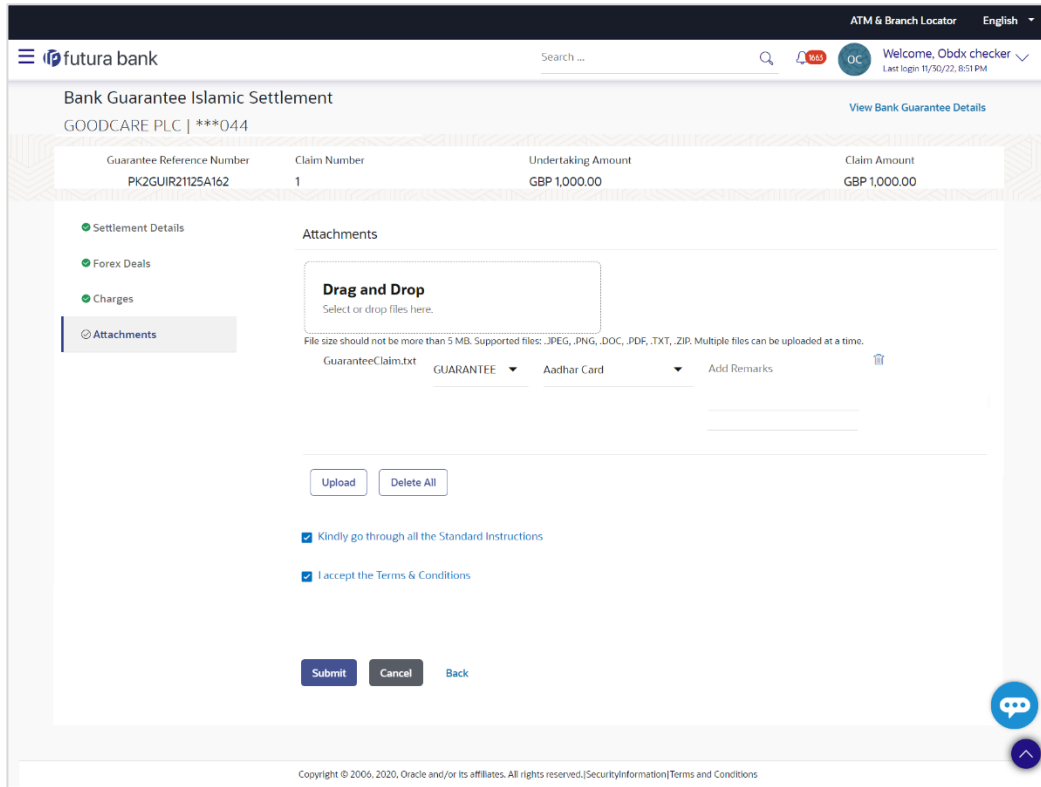 ATM & Branch Locator English
futura bank Search ... 1663 OC Welcome, Obdx checker
Last login 11/30/22, 8:51 PM
Bank Guarantee Islamic Settlement
View Bank Guarantee Details
GOODCARE PLC | ***044
Guarantee Reference Number Claim Number Undertaking Amount Claim Amount
PK2GUIR21125A162 1 GBP 1,000.00 GBP 1,000.00
Settlement Details
Forex Deals
Charges
Attachments
Attachments
Drag and Drop
Select or drop files here.
File size should not be more than 5 MB. Supported files: .JPEG, .PNG, .DOC, .PDF, .TXT, .ZIP. Multiple files can be uploaded at a time.
GuaranteeClaim.txt GUARANTEE Aadhar Card Add Remarks
Upload Delete All
Kindly go through all the Standard Instructions
I accept the Terms & Conditions
Submit Cancel Back
Copyright © 2006, 2020, Oracle and/or its affiliates. All rights reserved.|SecurityInformation|Terms and Conditions